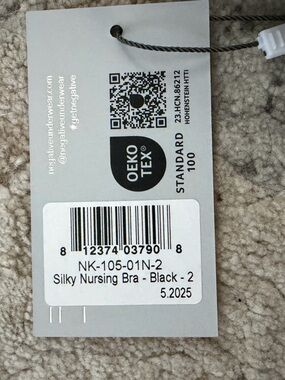 negativeunderwear.com
@negativeunderwear
#getnegative
OEKO
TEX®
STANDARD
100
23.HCN.86212
HOHENSTEIN HTTI
8 12374 03790 8
NK-105-01N-2
Silky Nursing Bra - Black - 2
5.2025